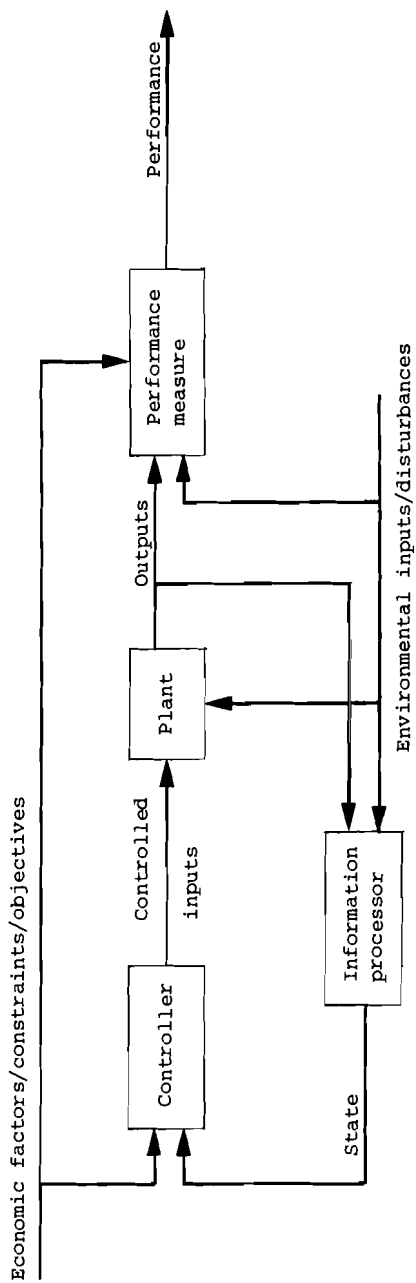 Economic factors/constraints/objectives
Controller
Controlled
inputs
Plant
Outputs
Performance
measure
Performance
State
Information
processor
Environmental inputs/disturbances